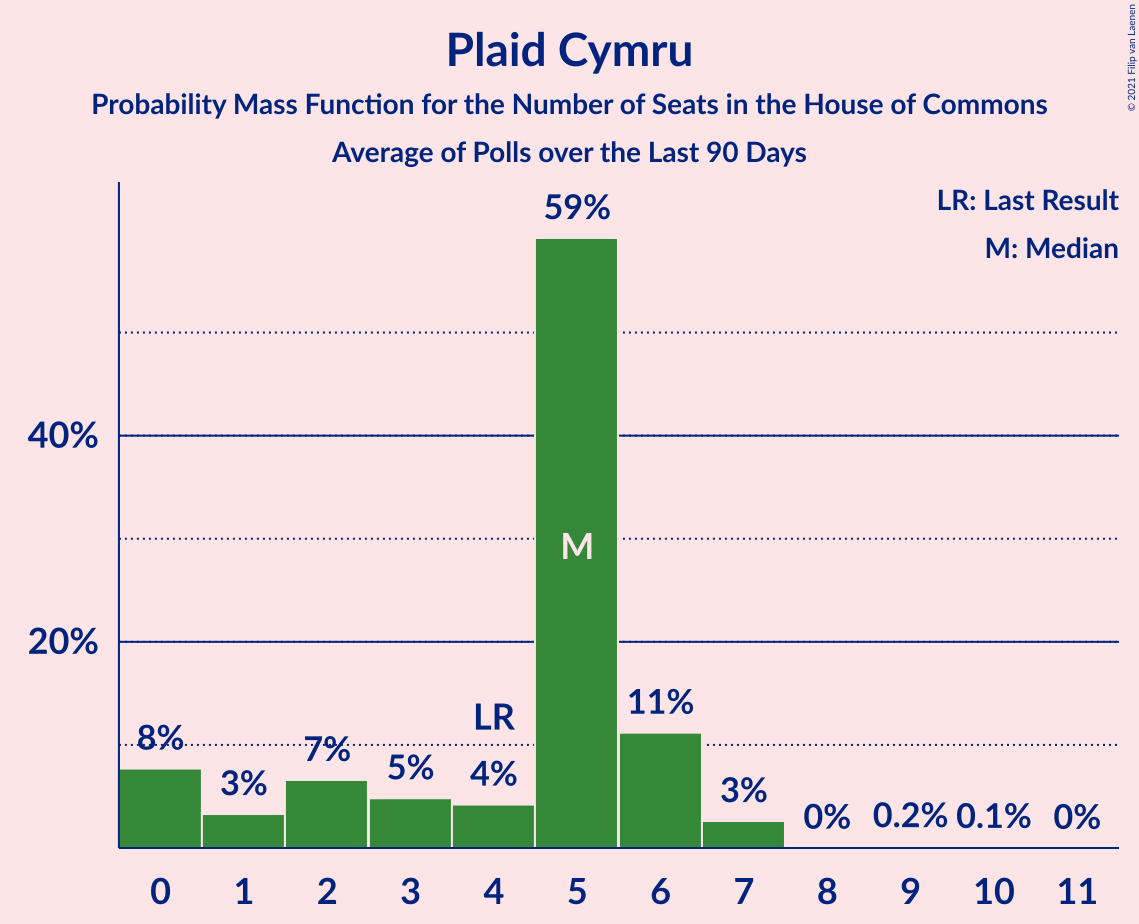 Plaid Cymru
Probability Mass Function for the Number of Seats in the House of Commons
Average of Polls over the Last 90 Days
© 2021 Filip van Laenen
LR: Last Result
M: Median
59%
40%
M
20%
8%
3%
7%
5%
LR
4%
11%
3%
0%
0.2%
0.1%
0%
0 1 2 3 4 5 6 7 8 9 10 11